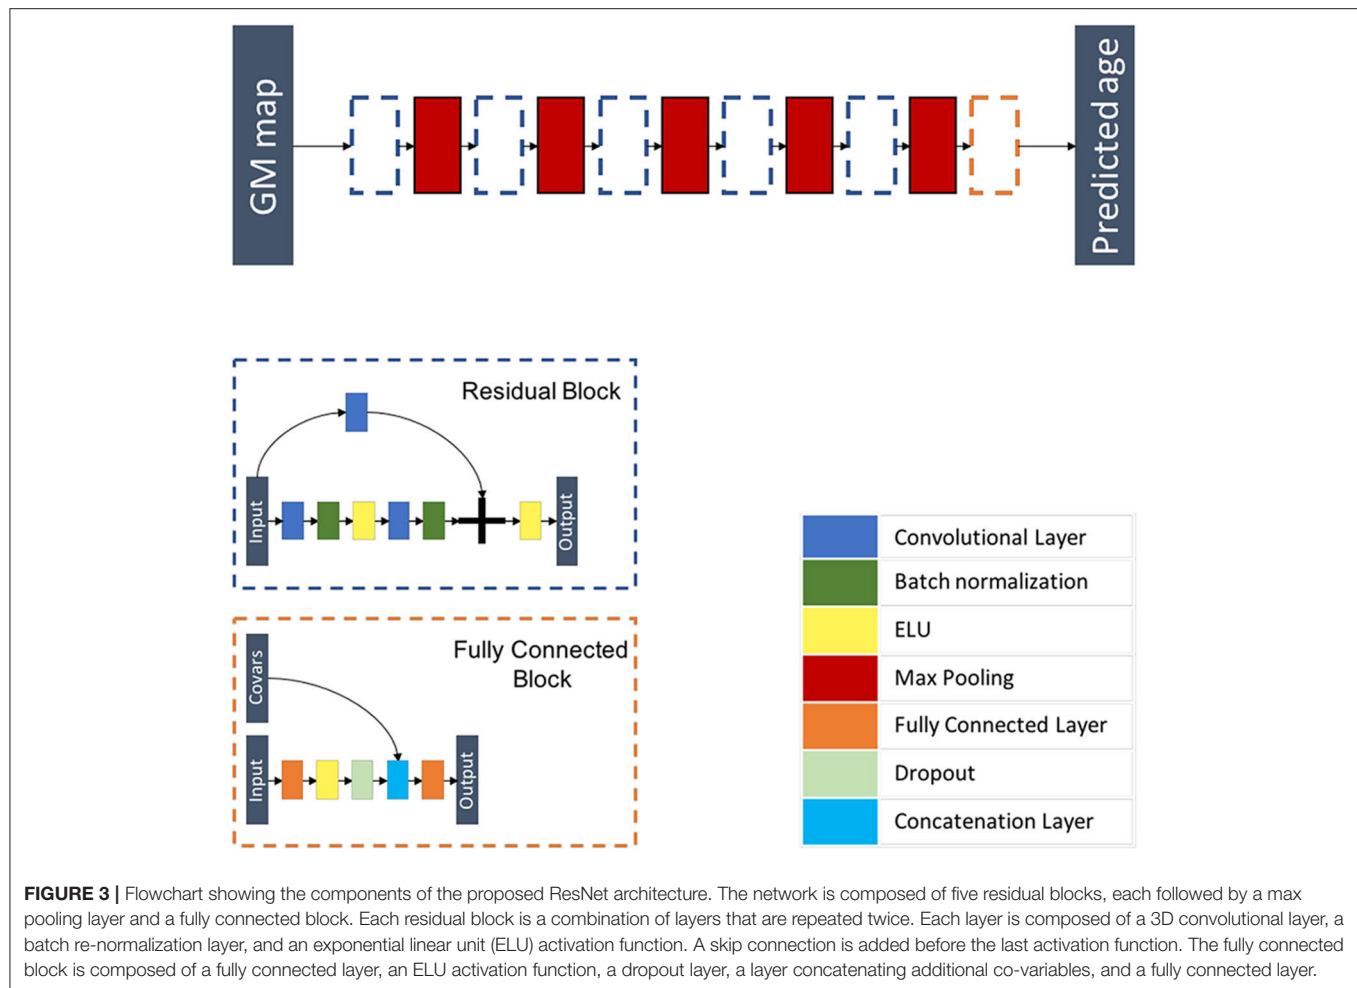 GM map
Predicted age
Residual Block
Input
Output
Fully Connected
Block
Covars
Input
Output
Convolutional Layer
Batch normalization
ELU
Max Pooling
Fully Connected Layer
Dropout
Concatenation Layer
FIGURE 3 | Flowchart showing the components of the proposed ResNet architecture. The network is composed of five residual blocks, each followed by a max
pooling layer and a fully connected block. Each residual block is a combination of layers that are repeated twice. Each layer is composed of a 3D convolutional layer, a
batch re-normalization layer, and an exponential linear unit (ELU) activation function. A skip connection is added before the last activation function. The fully connected
block is composed of a fully connected layer, an ELU activation function, a dropout layer, a layer concatenating additional co-variables, and a fully connected layer.